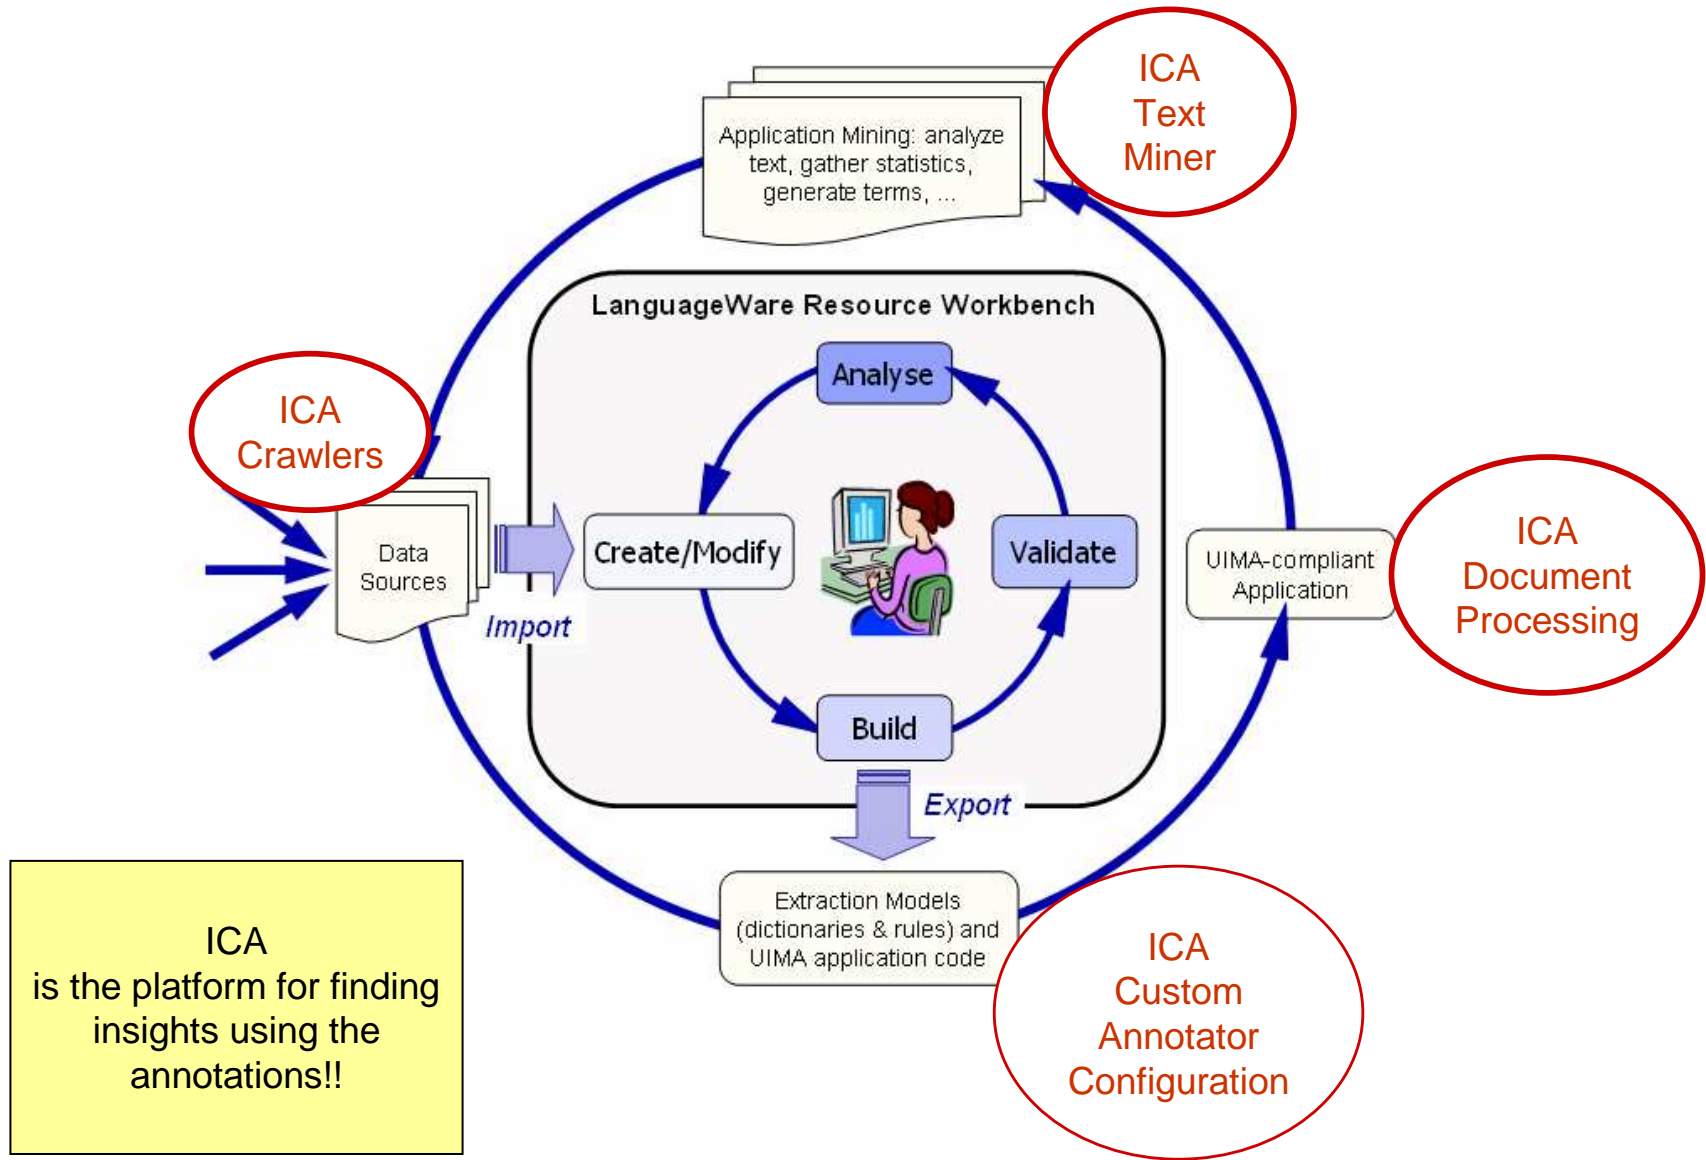 ICA
Text
Miner
Application Mining: analyze
text, gather statistics,
generate terms, ...
LanguageWare Resource Workbench
Analyse
ICA
Crawlers
Data
Sources
Import
Create/Modify
Validate
UIMA-compliant
Application
ICA
Document
Processing
Build
Export
Extraction Models
(dictionaries & rules) and
UIMA application code
ICA
Custom
Annotator
Configuration
ICA
is the platform for finding
insights using the
annotations!!